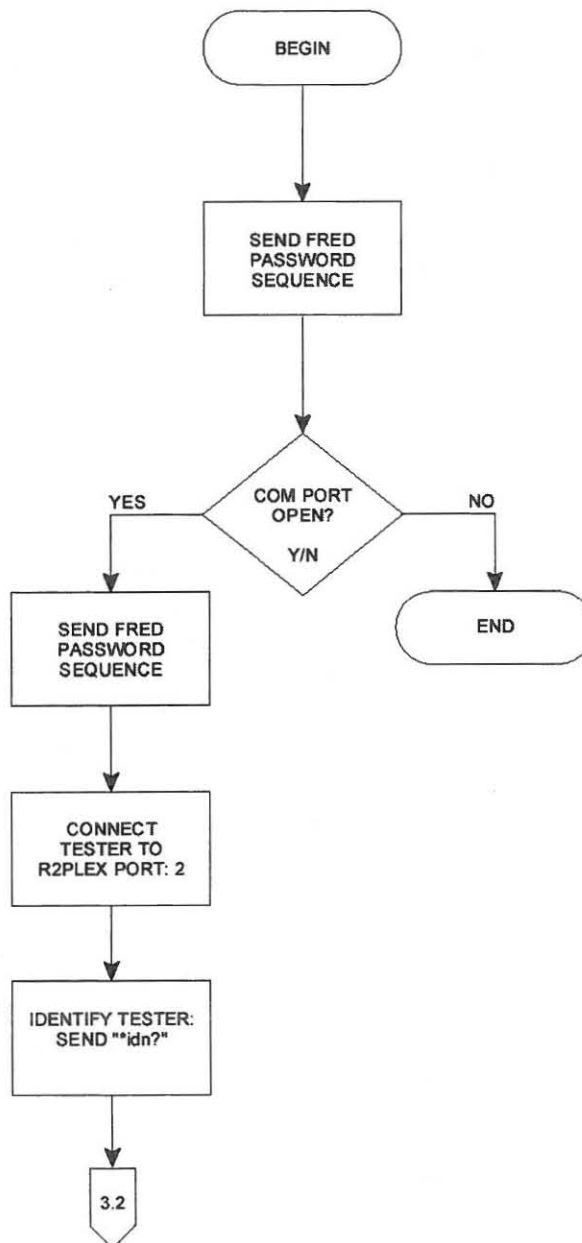 BEGIN
SEND FRED
PASSWORD
SEQUENCE
COM PORT
OPEN?
Y/N
YES
NO
END
SEND FRED
PASSWORD
SEQUENCE
CONNECT
TESTER TO
R2PLEX PORT: 2
IDENTIFY TESTER:
SEND "*idn?"
3.2